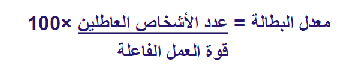 معدل البطالة = عدد الأشخاص العاطلين ×100
قوة العمل الفاعلة